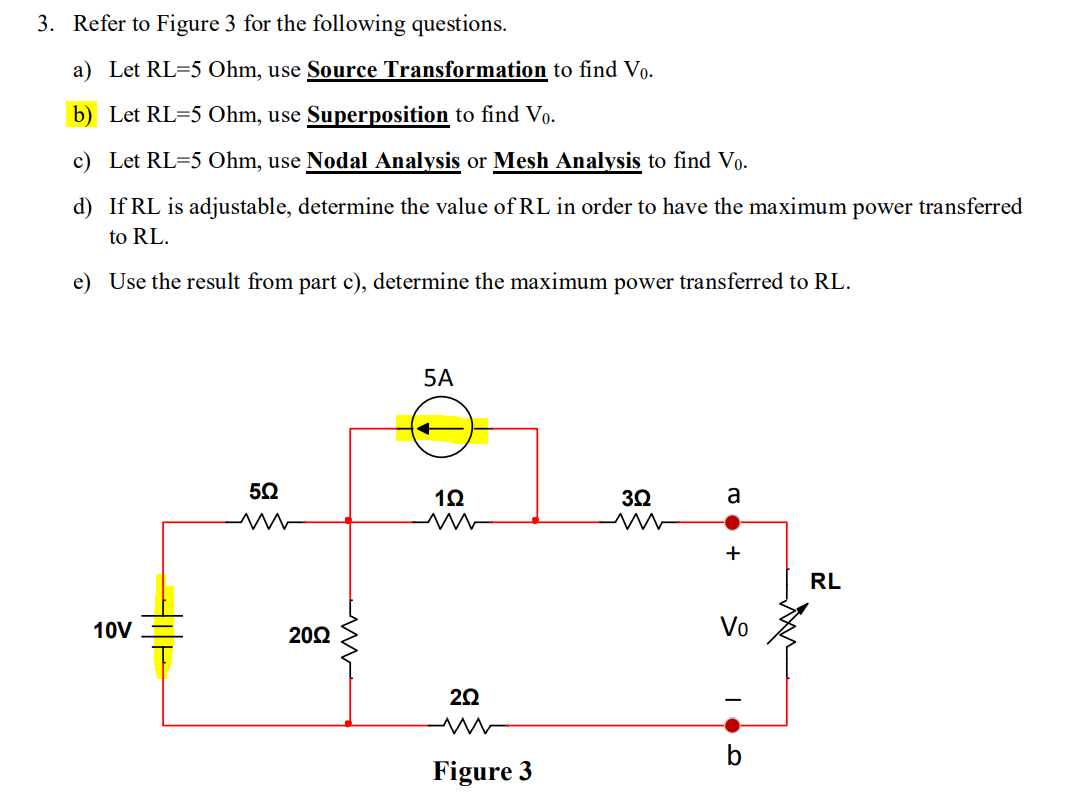 3. Refer to Figure 3 for the following questions.
a) Let RL=5 Ohm, use Source Transformation to find V0.
b) Let RL=5 Ohm, use Superposition to find V0.
c) Let RL=5 Ohm, use Nodal Analysis or Mesh Analysis to find V0.
d) If RL is adjustable, determine the value of RL in order to have the maximum power transferred
to RL.
e) Use the result from part c), determine the maximum power transferred to RL.
5A
5Ω
1Ω
3Ω
a
+
RL
10V
20Ω
V0
2Ω
–
b
Figure 3